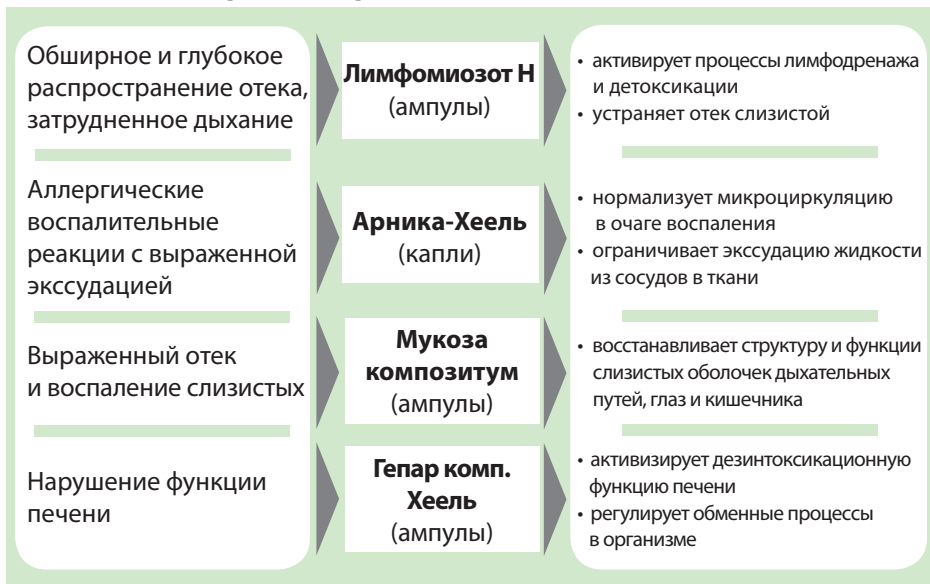 Обширное и глубокое
распространение отека,
затрудненное дыхание
Лимфомиозот Н
(ампулы)
• активирует процессы лимфодренажа
и детоксикации
• устраняет отек слизистой
Аллергические
воспалительные
реакции с выраженной
экссудацией
Арника-Хеель
(капли)
• нормализует микроциркуляцию
в очаге воспаления
• ограничивает экссудацию жидкости
из сосудов в ткани
Выраженный отек
и воспаление слизистых
Мукоза
композитум
(ампулы)
• восстанавливает структуру и функции
слизистых оболочек дыхательных
путей, глаз и кишечника
Нарушение функции
печени
Гепар комп.
Хеель
(ампулы)
• активизирует дезинтоксикационную
функцию печени
• регулирует обменные процессы
в организме